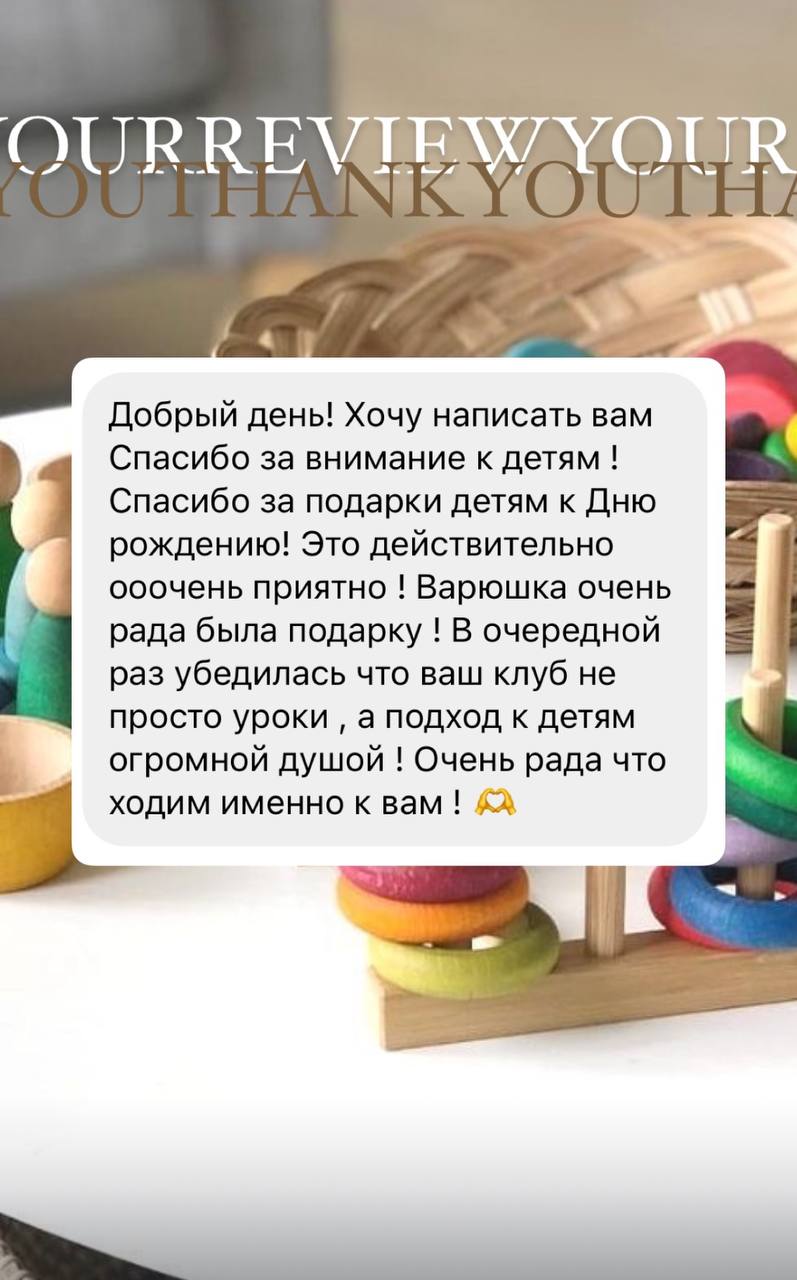 YOURREVIEWYOUR
YOUTHANKYOUTHA
Добрый день! Хочу написать вам
Спасибо за внимание к детям !
Спасибо за подарки детям к Дню
рождению! Это действительно
ооочень приятно ! Варюшка очень
рада была подарку ! В очередной
раз убедилась что ваш клуб не
просто уроки , а подход к детям
огромной душой ! Очень рада что
ходим именно к вам ! 🫶